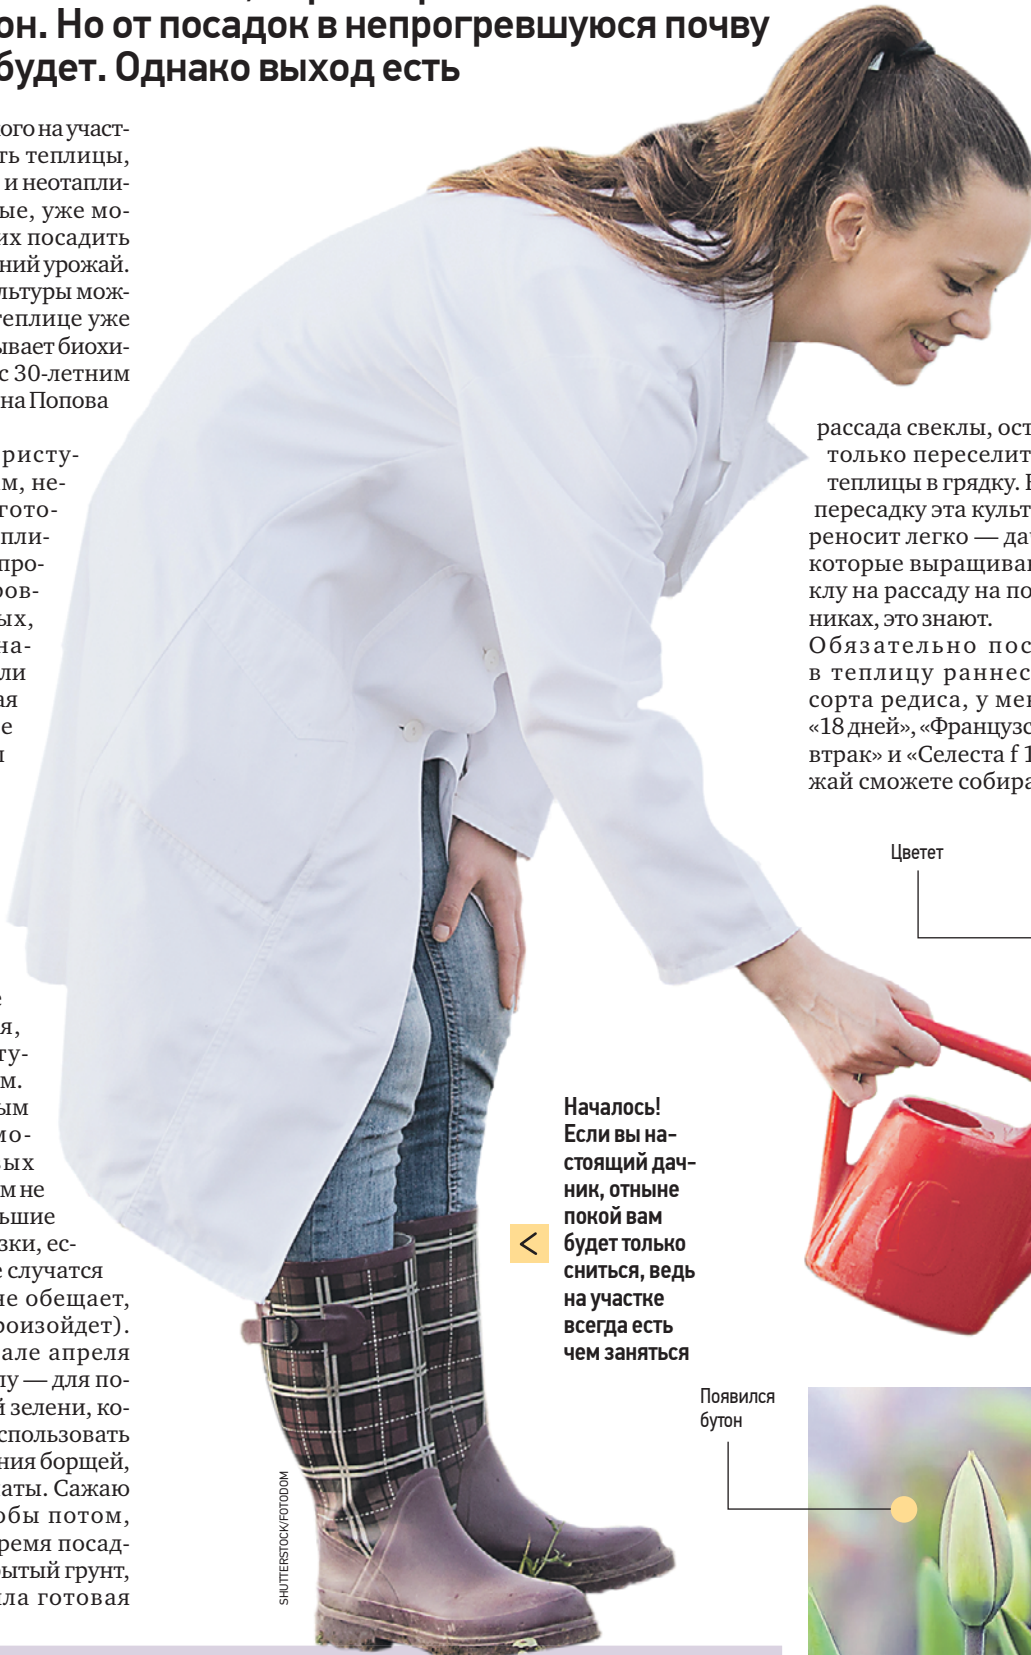 он. Но от посадок в непрогревшуюся почву
будет. Однако выход есть
ого на участ-
ть теплицы,
и неотапли-
ые, уже мо-
их посадить
ний урожай.
льтуры мож-
теплице уже
ывает биохи-
с 30-летним
на Попова
ристу-
м, не-
гото-
пли-
про-
ров-
ых,
на-
ли
ая
е
я,
ту-
м.
ым
мо-
вых
м не
ьшие
зки, ес-
е случатся
не обещает,
роизойдет).
але апреля
лу — для по-
й зелени, ко-
спользовать
ния борщей,
аты. Сажаю
обы потом,
ремя посад-
рытый грунт,
ла готовая
рассада свеклы, ост
только переселит
теплицы в грядку.
пересадку эта культ
реносит легко — да
которые выращива
клу на рассаду на по
никах, это знают.
Обязательно пос
в теплицу раннес
сорта редиса, у ме
«18 дней», «Французс
втрак» и «Селеста f 1
жай сможете собира
Цветет
Началось!
Если вы на-
стоящий дач-
ник, отныне
покой вам
будет только
сниться, ведь
на участке
всегда есть
чем заняться
Появился
бутон
SHUTTERSTOCK/FOTODOM